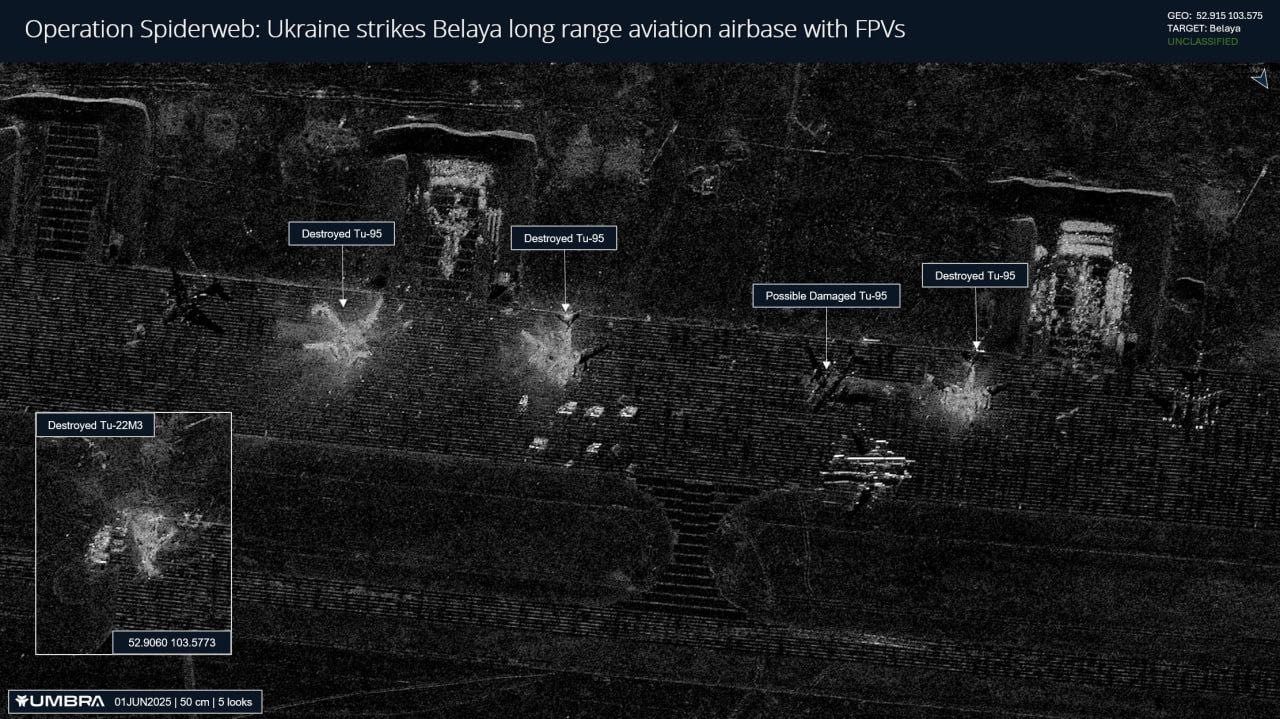 Operation Spiderweb: Ukraine strikes Belaya long range aviation airbase with FPVs
GEO: 52.915 103.575
TARGET: Belaya
UNCLASSIFIED
Destroyed Tu-95
Destroyed Tu-95
Possible Damaged Tu-95
Destroyed Tu-95
Destroyed Tu-22M3
52.9060 103.5773
UMBRA 01JUN2025 | 50 cm | 5 looks